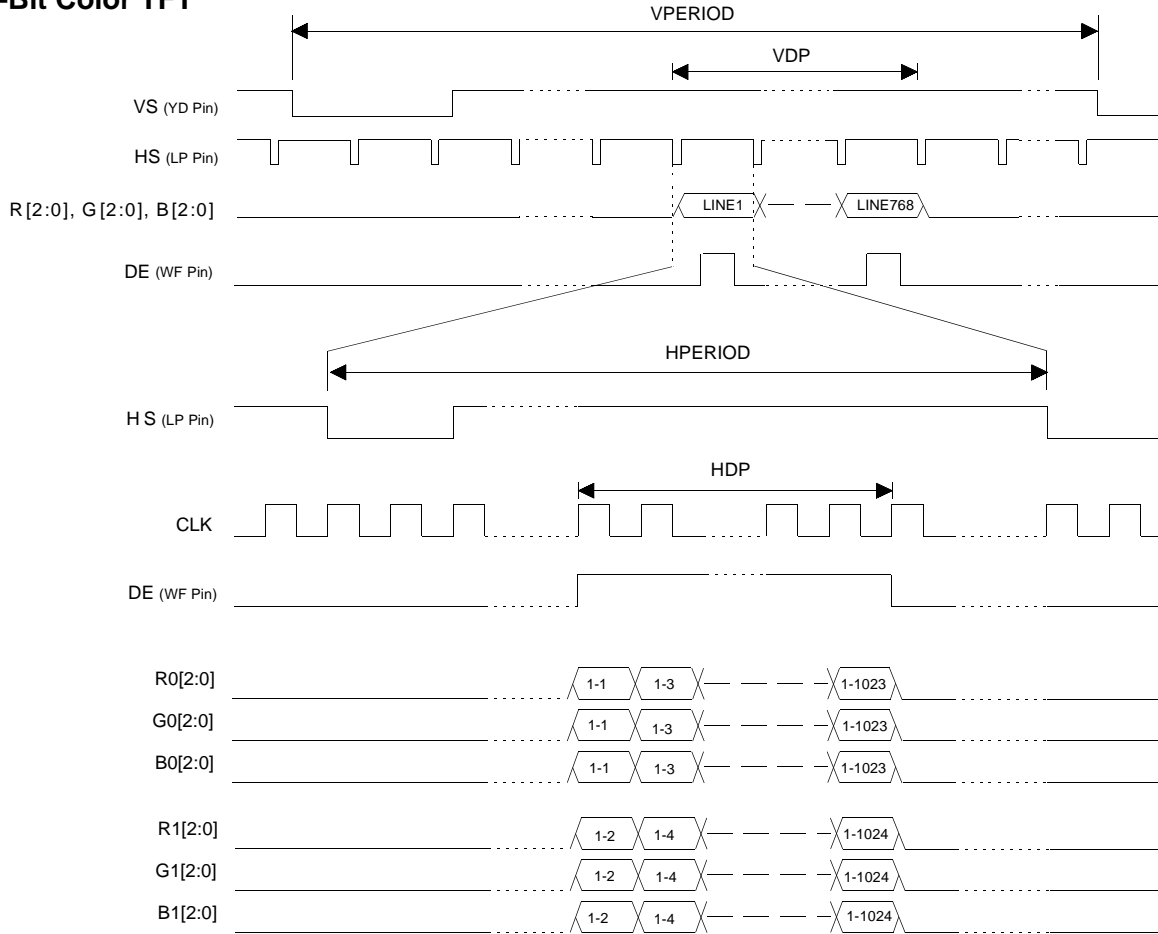 -Bit Color TFT
VPERIOD
VDP
VS (YD Pin)
HS (LP Pin)
R[2:0], G[2:0], B[2:0]
LINE1
LINE768
DE (WF Pin)
HPERIOD
HS (LP Pin)
HDP
CLK
DE (WF Pin)
R0[2:0] 1-1 1-3 1-1023
G0[2:0] 1-1 1-3 1-1023
B0[2:0] 1-1 1-3 1-1023
R1[2:0] 1-2 1-4 1-1024
G1[2:0] 1-2 1-4 1-1024
B1[2:0] 1-2 1-4 1-1024